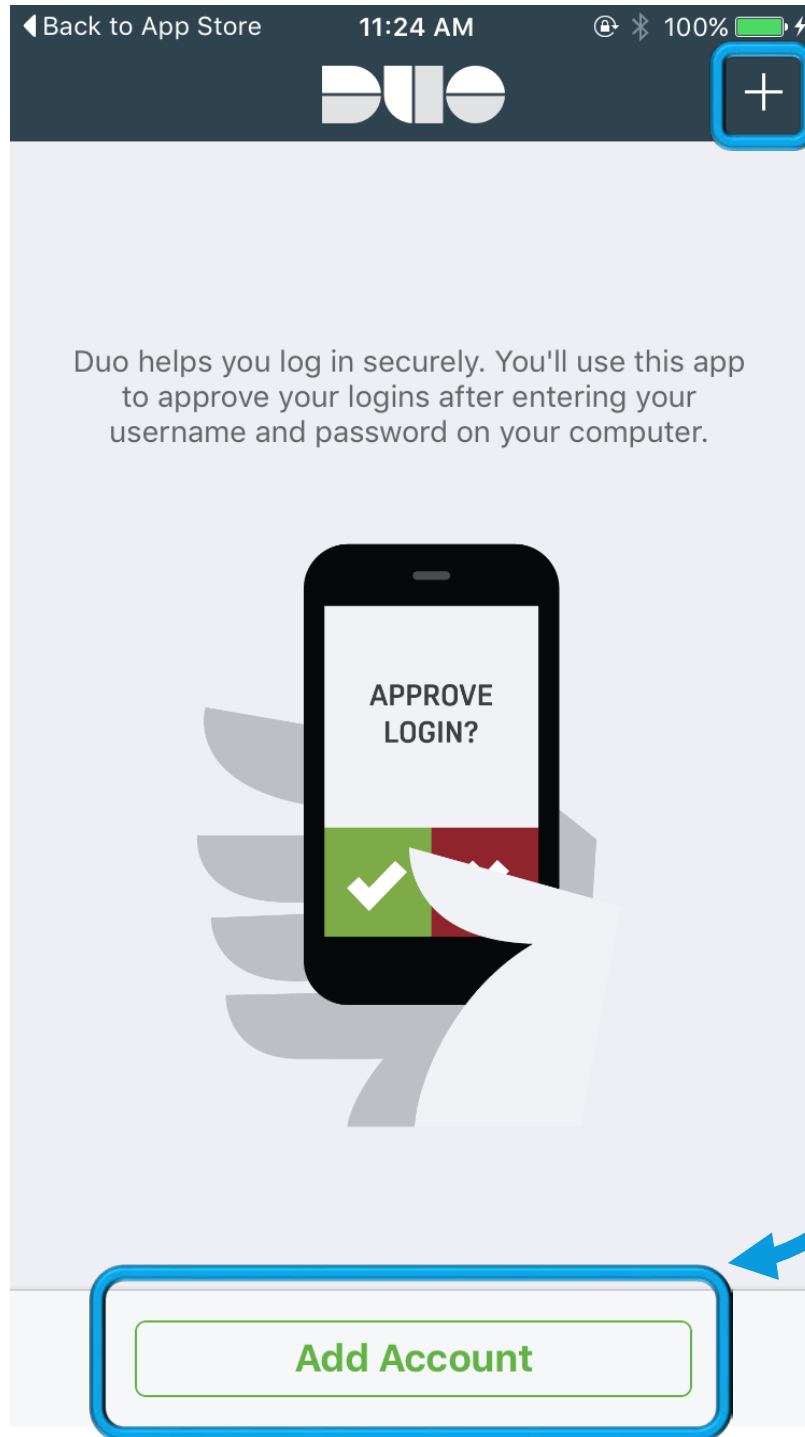 Back to App Store 11:24 AM 100%
DUO
Duo helps you log in securely. You'll use this app
to approve your logins after entering your
username and password on your computer.
APPROVE
LOGIN?
Add Account